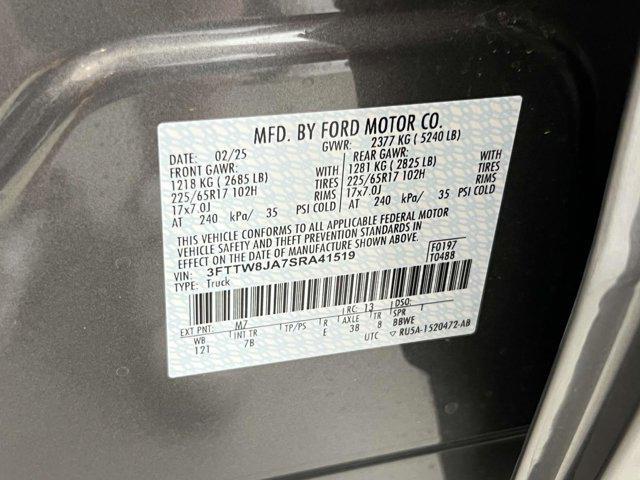 MFD. BY FORD MOTOR CO.
DATE: 02/25 GVWR: 2377 KG ( 5240 LB)
FRONT GAWR: REAR GAWR:
1218 KG ( 2685 LB) WITH 1281 KG ( 2825 LB) WITH
225/65R17 102H TIRES 225/65R17 102H TIRES
17x7.0J RIMS 17x7.0J RIMS
AT 240 kPa/ 35 PSI COLD AT 240 kPa/ 35 PSI COLD
THIS VEHICLE CONFORMS TO ALL APPLICABLE FEDERAL MOTOR
VEHICLE SAFETY AND THEFT PREVENTION STANDARDS IN
EFFECT ON THE DATE OF MANUFACTURE SHOWN ABOVE.
VIN: 3FTTW8JA7SRA41519 F0197
TYPE: Truck T0488
EXT PNT: M7 RC: 13 DSO:
WB INT TR TP/PS R AXLE TR SPR
121 7B E 38 8 BBWE
UTC ▽ RU5A-1520472-AB